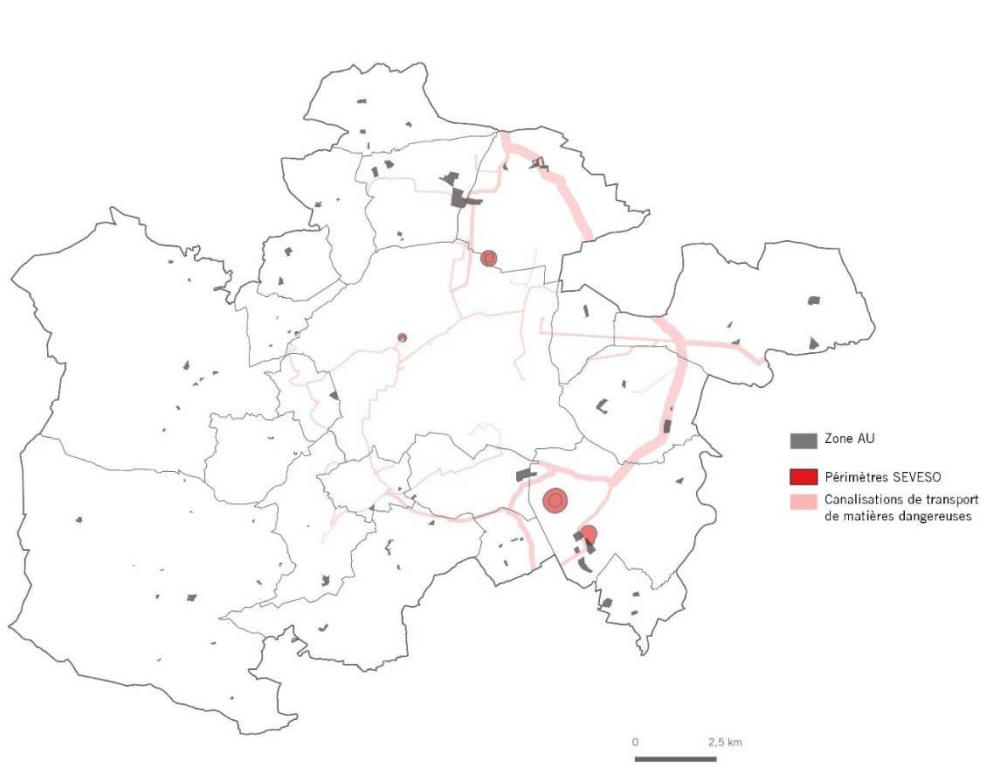 Zone AU
Périmètres SEVESO
Canalisations de transport
de matières dangereuses
0 2,5 km